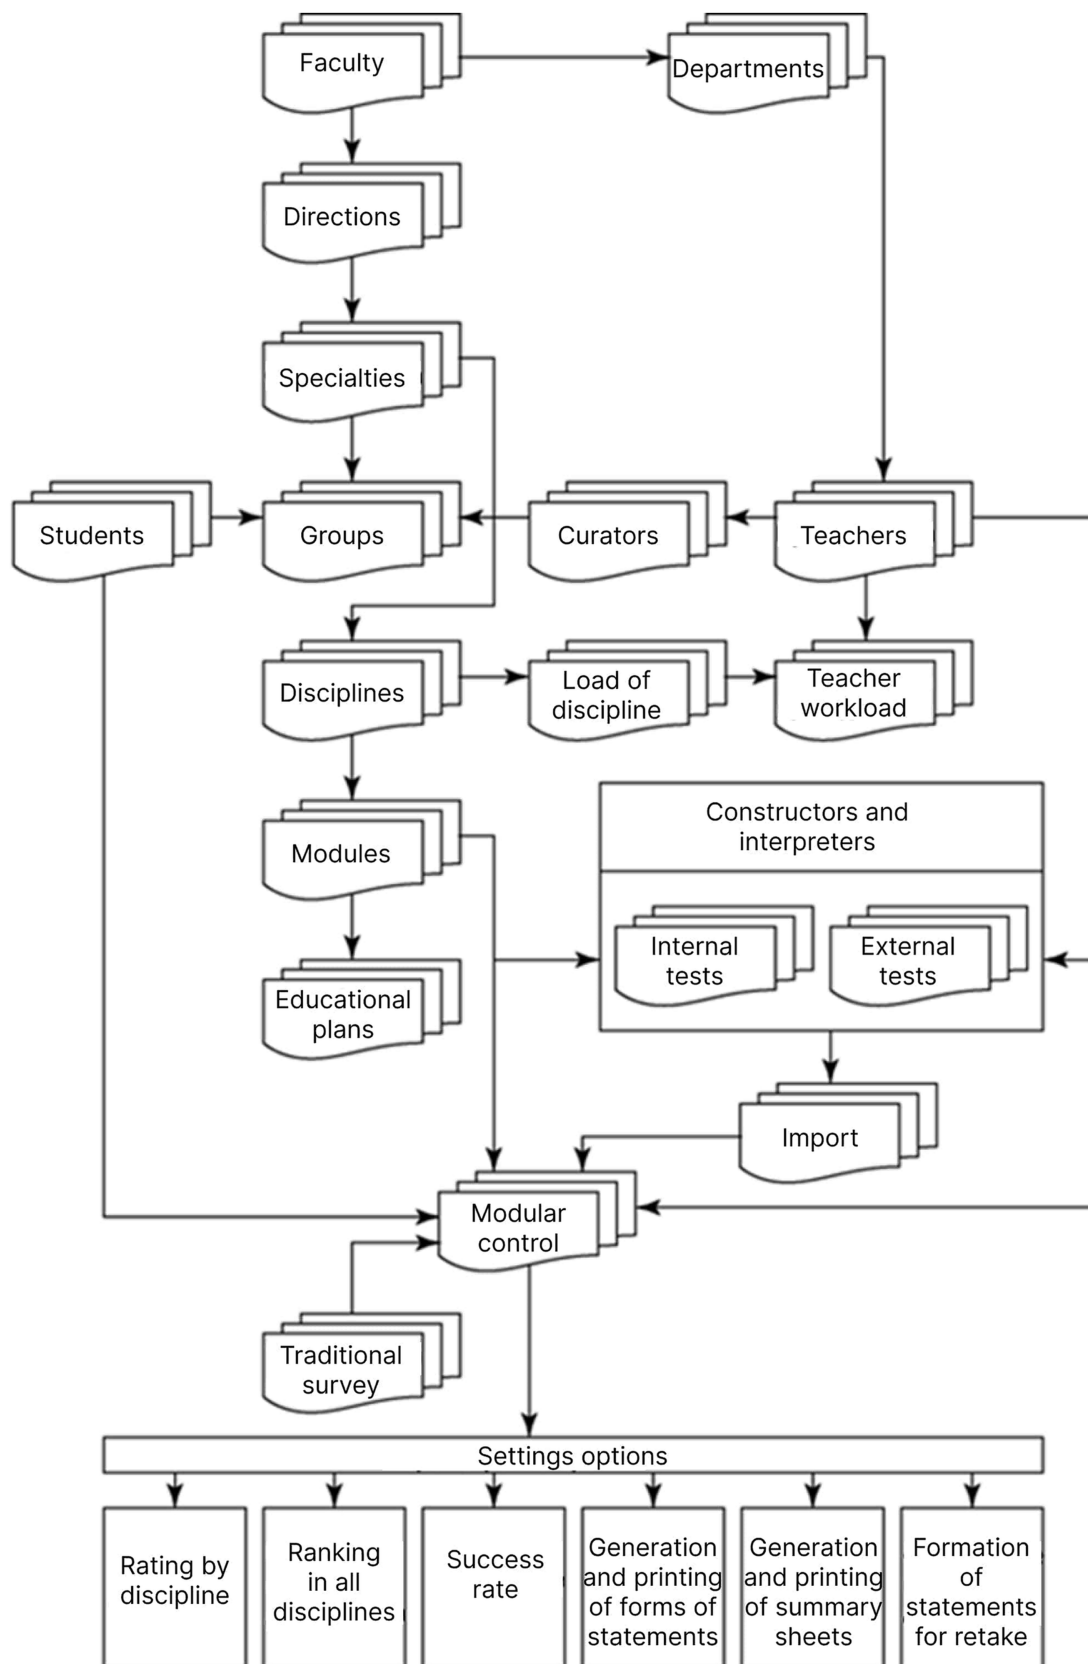 Faculty
Departments
Directions
Specialties
Students
Groups
Curators
Teachers
Disciplines
Load of
discipline
Teacher
workload
Modules
Constructors and
interpreters
Internal
tests
External
tests
Educational
plans
Import
Modular
control
Traditional
survey
Settings options
Rating by
discipline
Ranking
in all
disciplines
Success
rate
Generation
and printing
of forms of
statements
Generation
and printing
of summary
sheets
Formation
of
statements
for retake